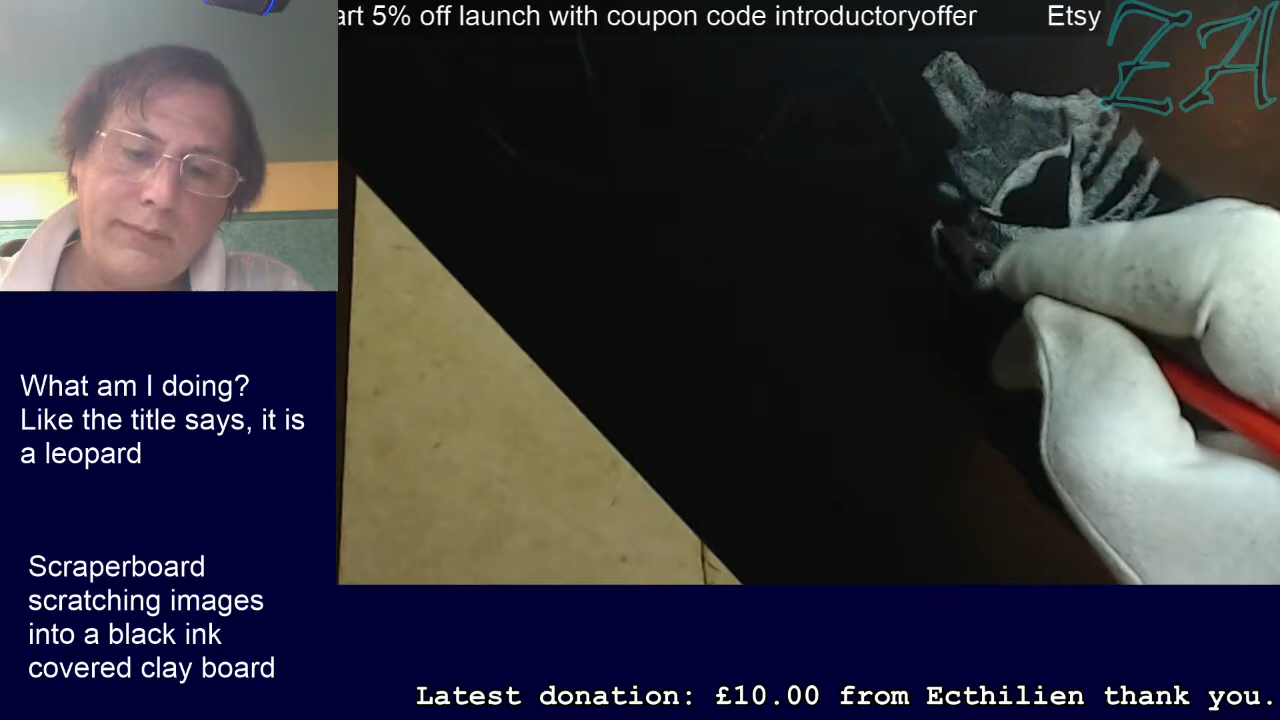 art 5% off launch with coupon code introductoryoffer Etsy
ZA
What am I doing?
Like the title says, it is
a leopard
Scraperboard
scratching images
into a black ink
covered clay board
Latest donation: £10.00 from Ecthilien thank you.